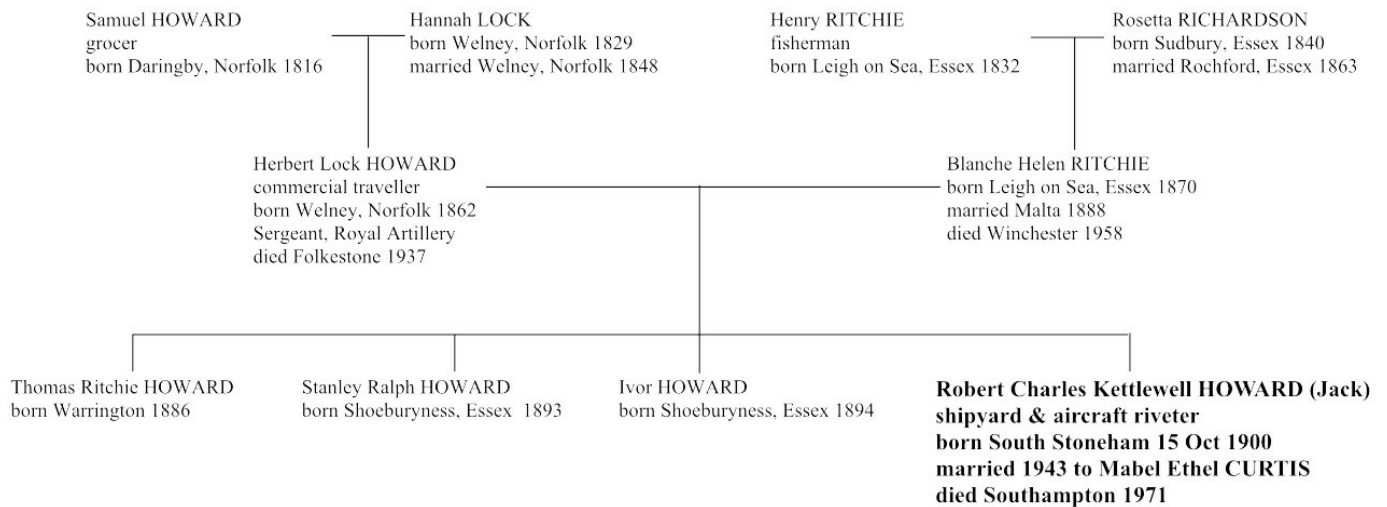 Samuel HOWARD
grocer
born Daringby, Norfolk 1816
Hannah LOCK
born Welney, Norfolk 1829
married Welney, Norfolk 1848
Henry RITCHIE
fisherman
born Leigh on Sea, Essex 1832
Rosetta RICHARDSON
born Sudbury, Essex 1840
married Rochford, Essex 1863
Herbert Lock HOWARD
commercial traveller
born Welney, Norfolk 1862
Sergeant, Royal Artillery
died Folkestone 1937
Blanche Helen RITCHIE
born Leigh on Sea, Essex 1870
married Malta 1888
died Winchester 1958
Thomas Ritchie HOWARD
born Warrington 1886
Stanley Ralph HOWARD
born Shoeburyness, Essex 1893
Ivor HOWARD
born Shoeburyness, Essex 1894
Robert Charles Kettlewell HOWARD (Jack)
shipyard & aircraft riveter
born South Stoneham 15 Oct 1900
married 1943 to Mabel Ethel CURTIS
died Southampton 1971